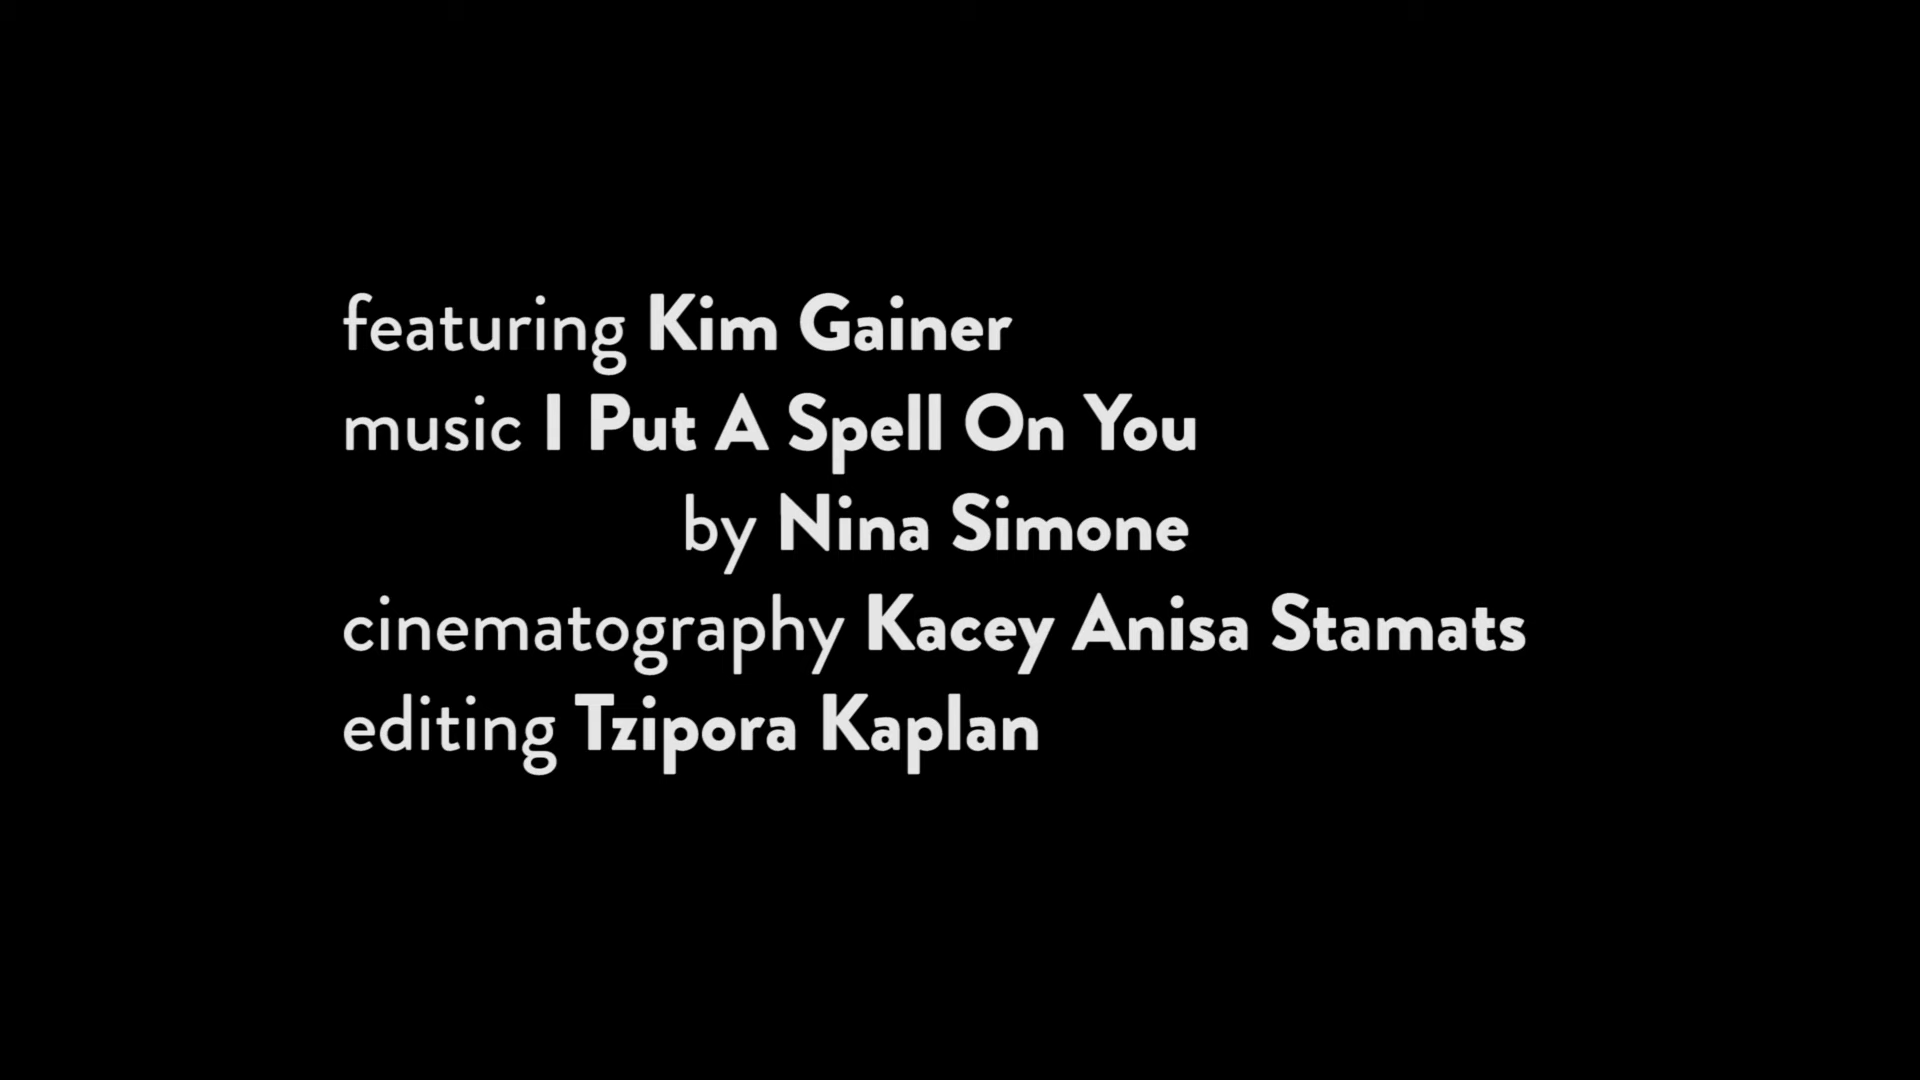 featuring Kim Gainer
music I Put A Spell On You
by Nina Simone
cinematography Kacey Anisa Stamats
editing Tzipora Kaplan